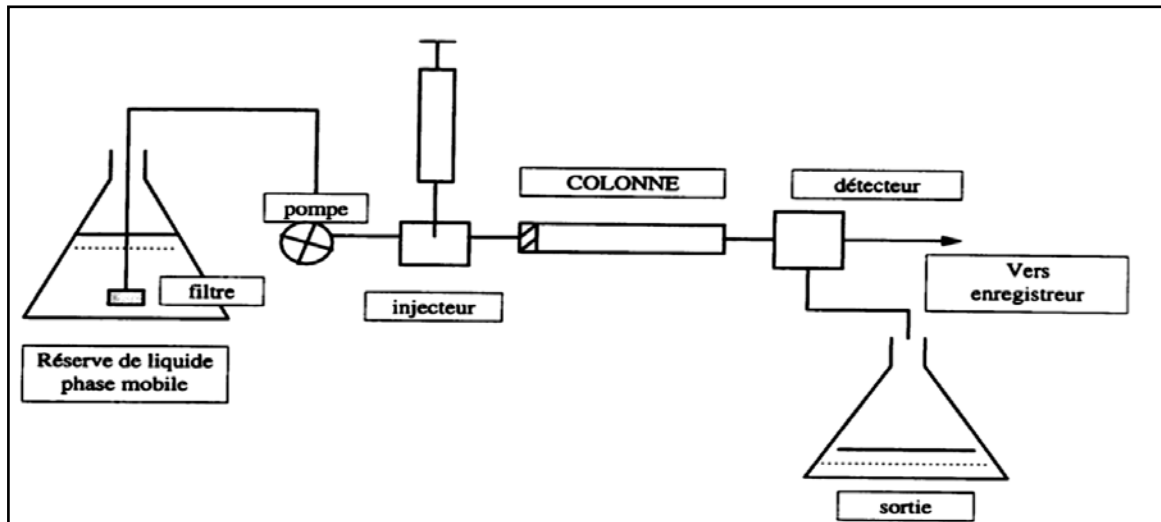 COLONNE
détecteur
pompe
filtre
injecteur
Vers
enregistreur
Réserve de liquide
phase mobile
sortie